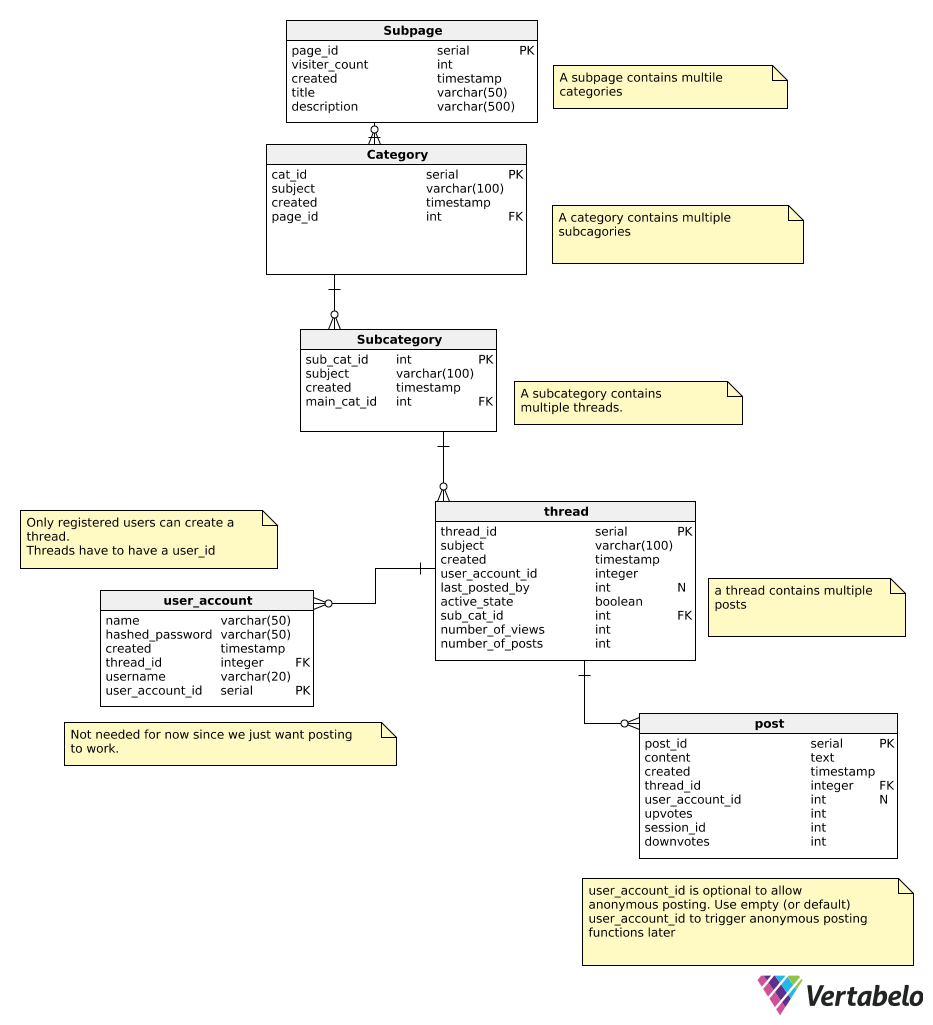 Subpage
page_id serial PK
visiter_count int
created timestamp
title varchar(50)
description varchar(500)
A subpage contains multile
categories
Category
cat_id serial PK
subject varchar(100)
created timestamp
page_id int FK
A category contains multiple
subcagories
Subcategory
sub_cat_id int PK
subject varchar(100)
created timestamp
main_cat_id int FK
A subcategory contains
multiple threads.
thread
thread_id serial PK
subject varchar(100)
created timestamp
user_account_id integer
last_posted_by int N
active_state boolean
sub_cat_id int FK
number_of_views int
number_of_posts int
Only registered users can create a
thread.
Threads have to have a user_id
user_account
name varchar(50)
hashed_password varchar(50)
created timestamp
thread_id integer FK
username varchar(20)
user_account_id serial PK
a thread contains multiple
posts
Not needed for now since we just want posting
to work.
post
post_id serial PK
content text
created timestamp
thread_id integer FK
user_account_id int N
upvotes int
session_id int
downvotes int
user_account_id is optional to allow
anonymous posting. Use empty (or default)
user_account_id to trigger anonymous posting
functions later
Vertabelo